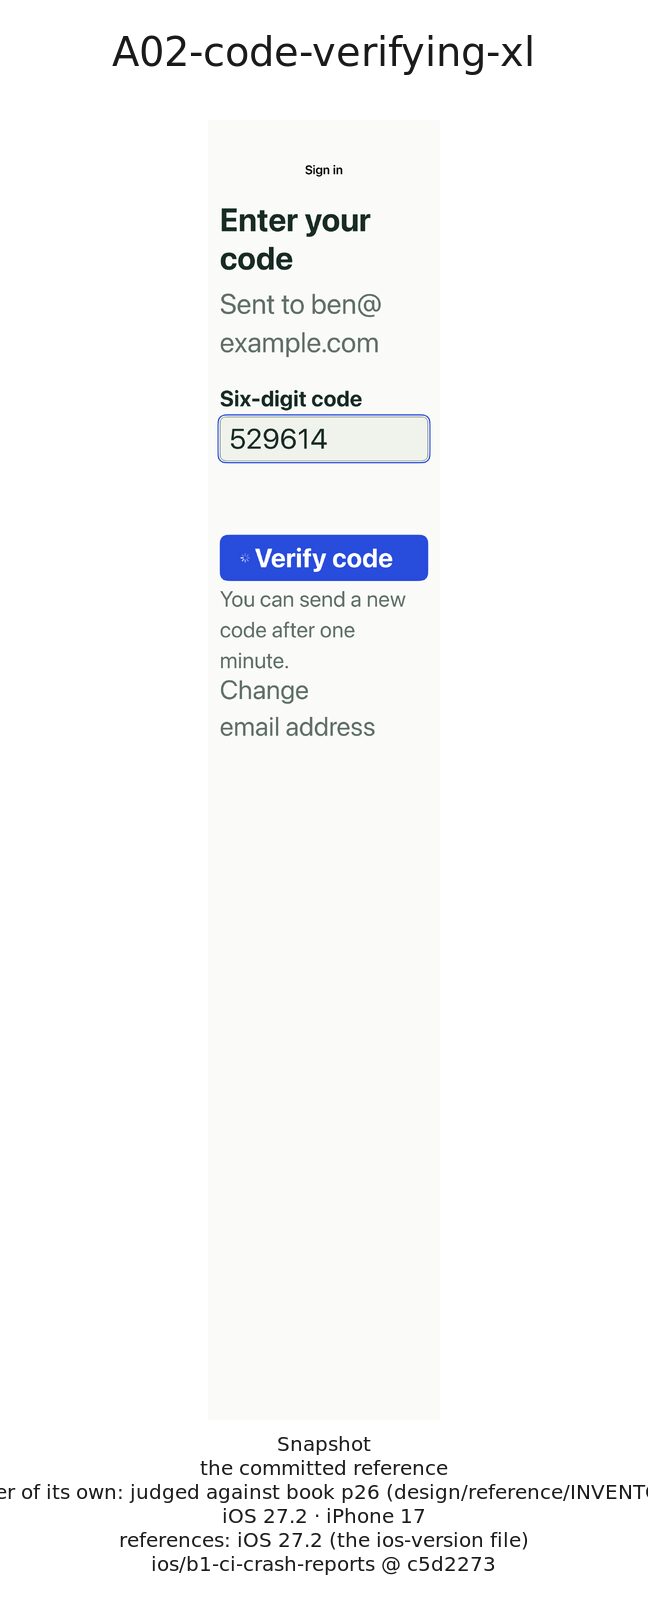 A02-code-verifying-xl
Sign in
Enter your
code
Sent to ben@
example.com
Six-digit code
529614
Verify code
You can send a new
code after one
minute.
Change
email address
Snapshot
the committed reference
of its own: judged against book p26 (design/reference/
iOS 27.2 · iPhone 17
references: iOS 27.2 (the ios-version file)
ios/b1-ci-crash-reports @ c5d2273